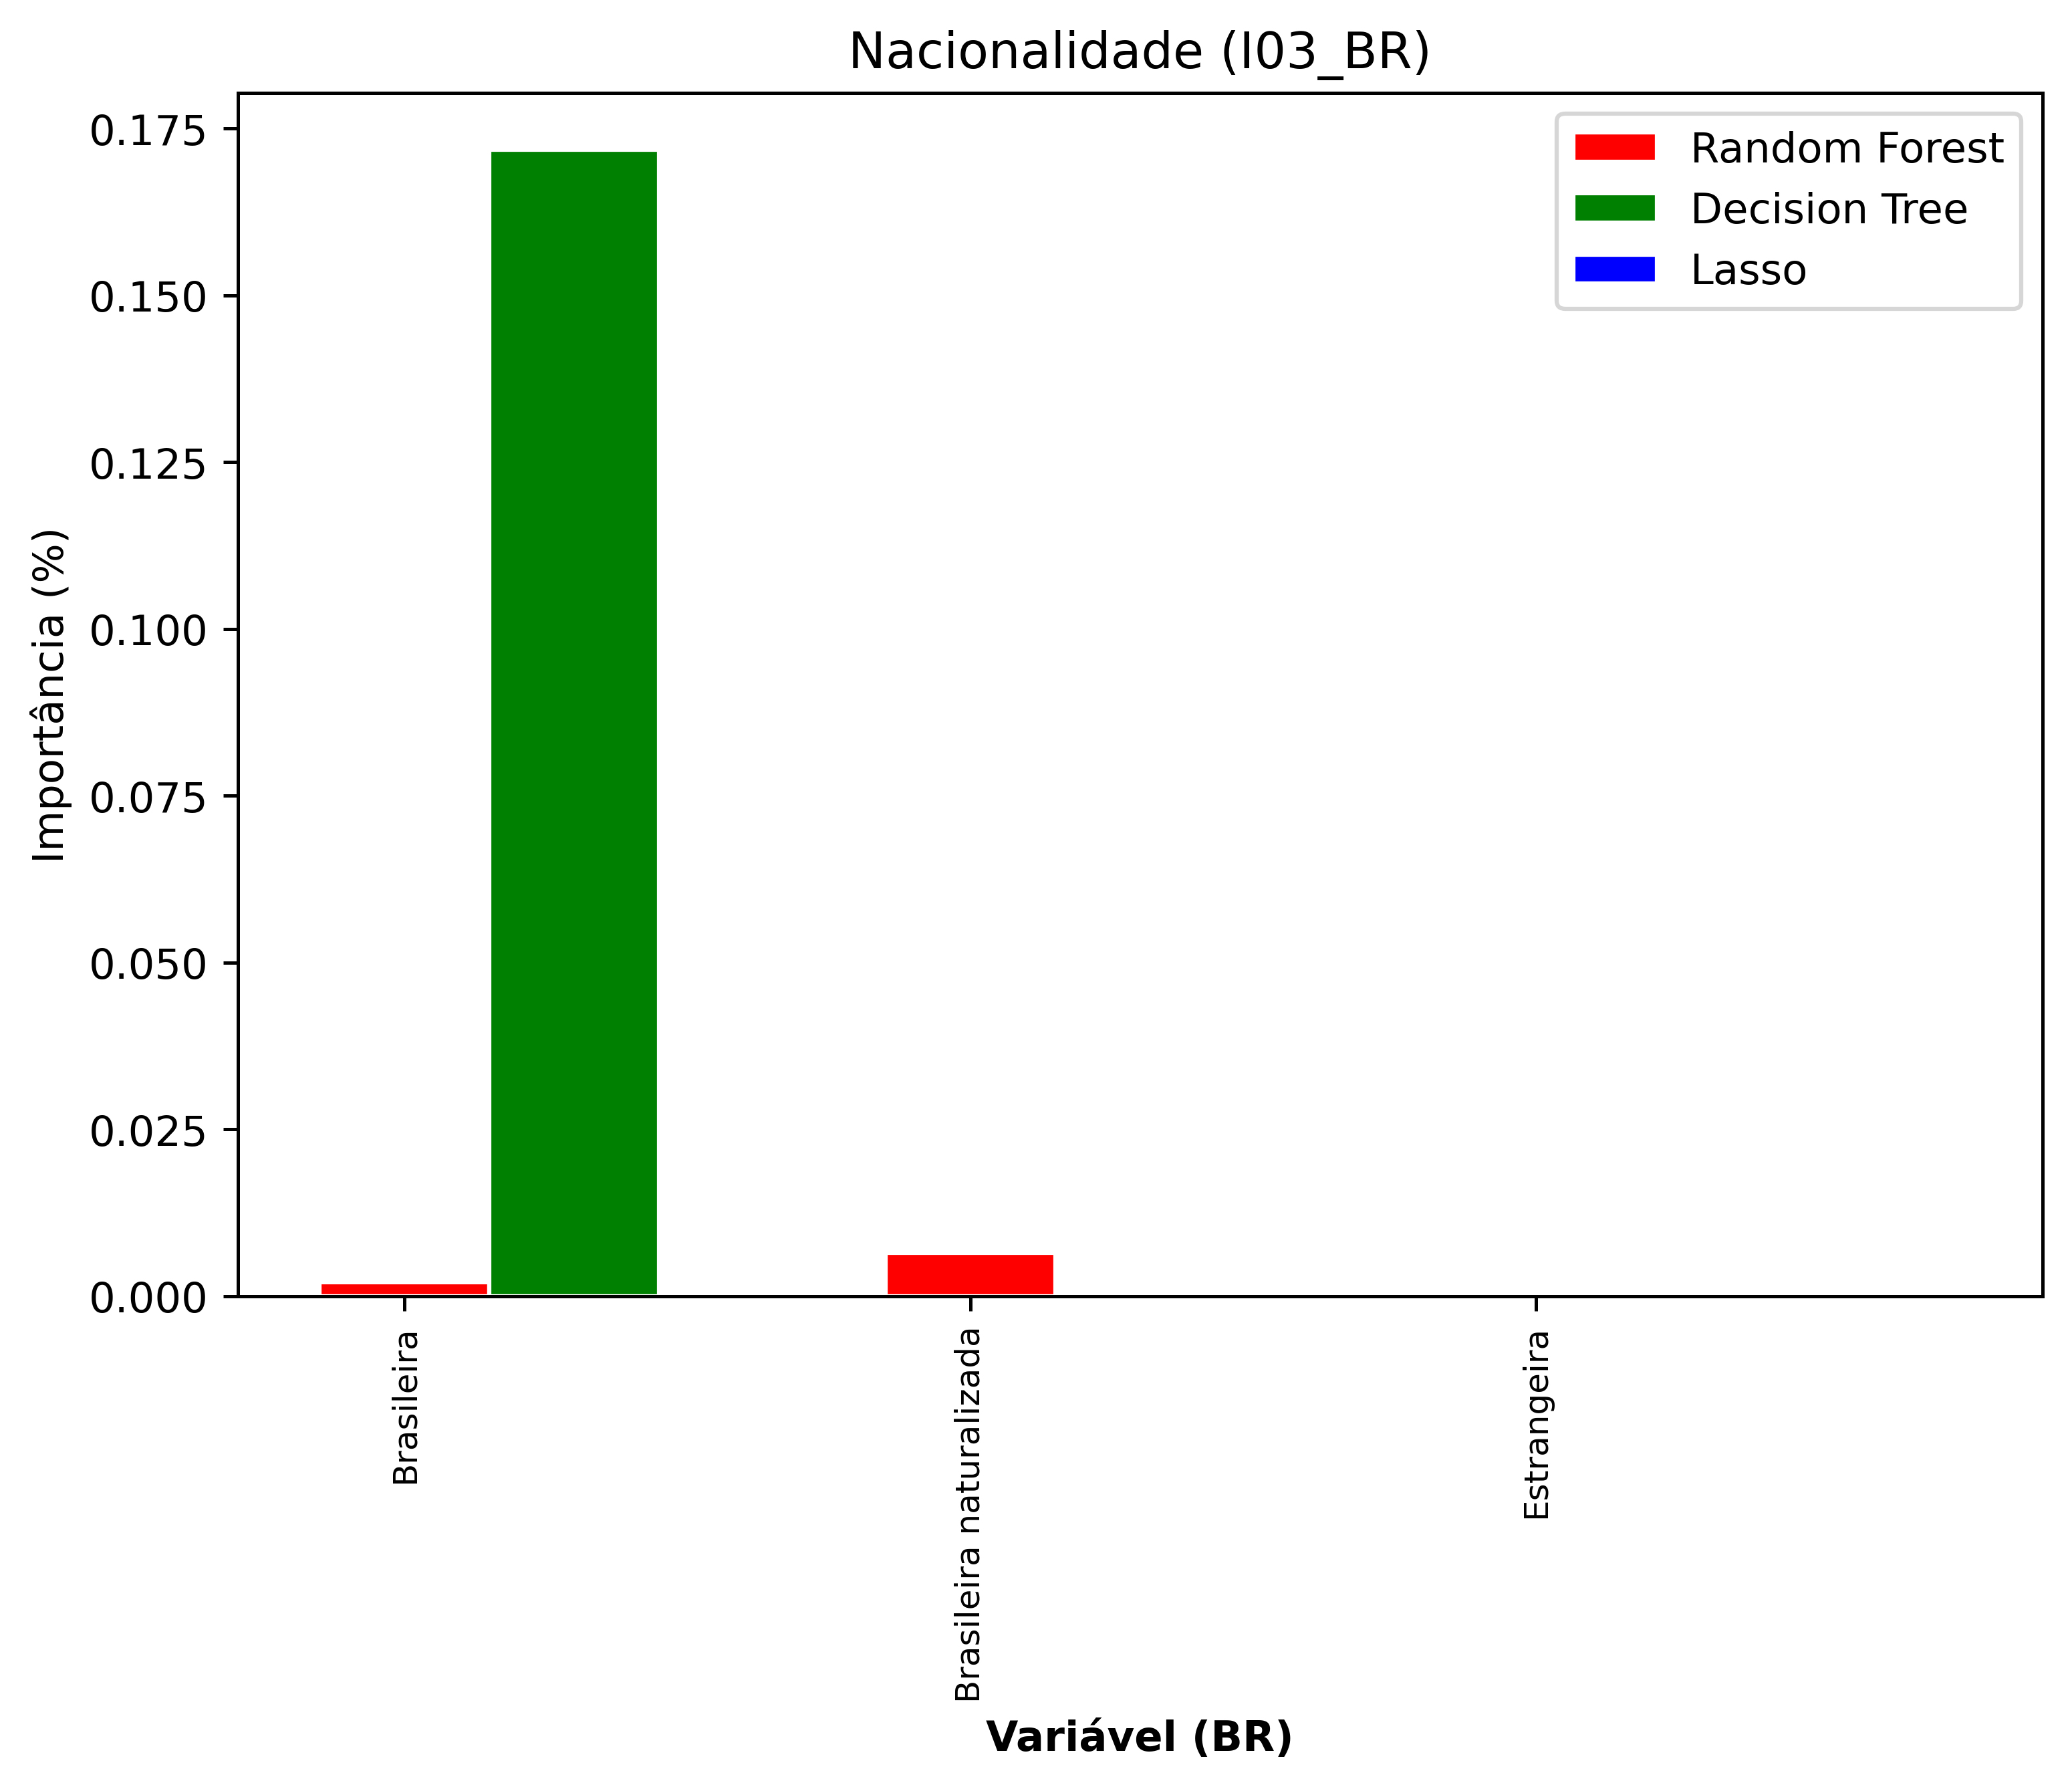 Nacionalidade (I03_BR)
Random Forest
Decision Tree
Lasso
Importância (%)
0.175
0.150
0.125
0.100
0.075
0.050
0.025
0.000
Brasileira
Brasileira naturalizada
Estrangeira
Variável (BR)